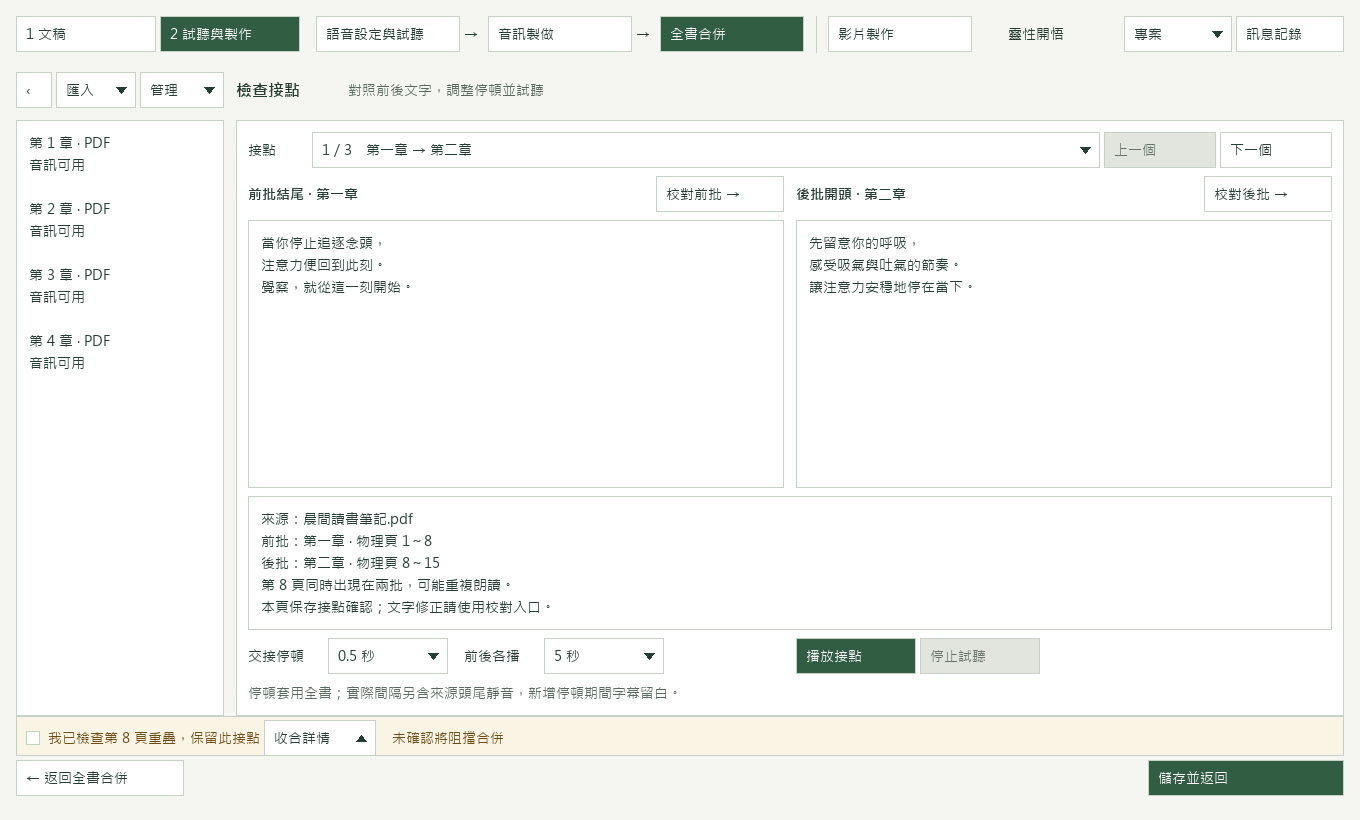 1 文稿
2 試聽與製作
語音設定與試聽
→
音訊製做
→
全書合併
影片製作
靈性開悟
專案
訊息記錄
‹
匯入
管理
檢查接點
對照前後文字，調整停頓並試聽
第 1 章 · PDF
音訊可用
第 2 章 · PDF
音訊可用
第 3 章 · PDF
音訊可用
第 4 章 · PDF
音訊可用
接點
1 / 3 第一章 → 第二章
上一個
下一個
前批結尾 · 第一章
校對前批 →
後批開頭 · 第二章
校對後批 →
當你停止追逐念頭，
注意力便回到此刻。
覺察，就從這一刻開始。
先留意你的呼吸，
感受吸氣與吐氣的節奏。
讓注意力安穩地停在當下。
來源：晨間讀書筆記.pdf
前批：第一章 · 物理頁 1~8
後批：第二章 · 物理頁 8~15
第 8 頁同時出現在兩批，可能重複朗讀。
本頁保存接點確認；文字修正請使用校對入口。
交接停頓
0.5 秒
前後各播
5 秒
播放接點
停止試聽
停頓套用全書；實際間隔另含來源頭尾靜音，新增停頓期間字幕留白。
我已檢查第 8 頁重疊，保留此接點
收合詳情
未確認將阻擋合併
← 返回全書合併
儲存並返回